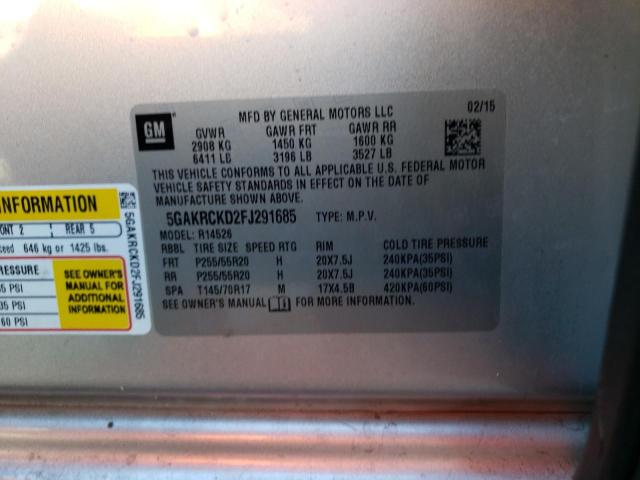 GM
MFD BY GENERAL MOTORS LLC 02/15
GVWR GAWR FRT GAWR RR
2908 KG 1450 KG 1600 KG
6411 LB 3196 LB 3527 LB
THIS VEHICLE CONFORMS TO ALL APPLICABLE U.S. FEDERAL MOTOR
VEHICLE SAFETY STANDARDS IN EFFECT ON THE DATE OF
MANUFACTURE SHOWN ABOVE.
5GAKRCKD2FJ291685 TYPE: M.P.V.
MODEL: R14526
RBBL TIRE SIZE SPEED RTG RIM COLD TIRE PRESSURE
FRT P255/55R20 H 20X7.5J 240KPA(35PSI)
RR P255/55R20 H 20X7.5J 240KPA(35PSI)
SPA T145/70R17 M 17X4.5B 420KPA(60PSI)
SEE OWNER'S MANUAL FOR MORE INFORMATION.
INFORMATION
ONT 2 REAR 5
ceed 646 kg or 1425 lbs.
PRESSURE
5 PSI
35 PSI
60 PSI
SEE OWNER'S
MANUAL FOR
ADDITIONAL
INFORMATION
5GAKRCKD2FJ291685